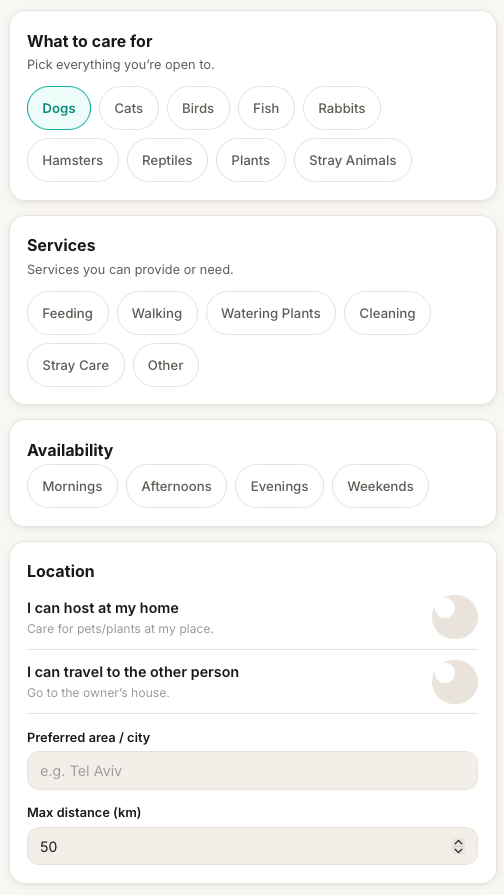 What to care for
Pick everything you’re open to.
Dogs Cats Birds Fish Rabbits
Hamsters Reptiles Plants Stray Animals
Services
Services you can provide or need.
Feeding Walking Watering Plants Cleaning
Stray Care Other
Availability
Mornings Afternoons Evenings Weekends
Location
I can host at my home
Care for pets/plants at my place.
I can travel to the other person
Go to the owner’s house.
Preferred area / city
e.g. Tel Aviv
Max distance (km)
50